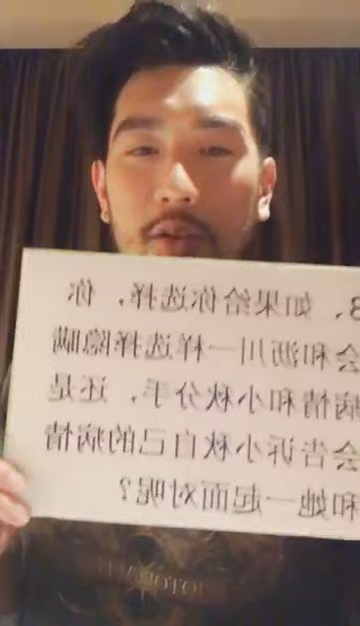 3、如果给你选择，你
会和沥川一样选择隐瞒
病情和小秋分手，还是
会告诉小秋自己的病情
和她一起面对呢？